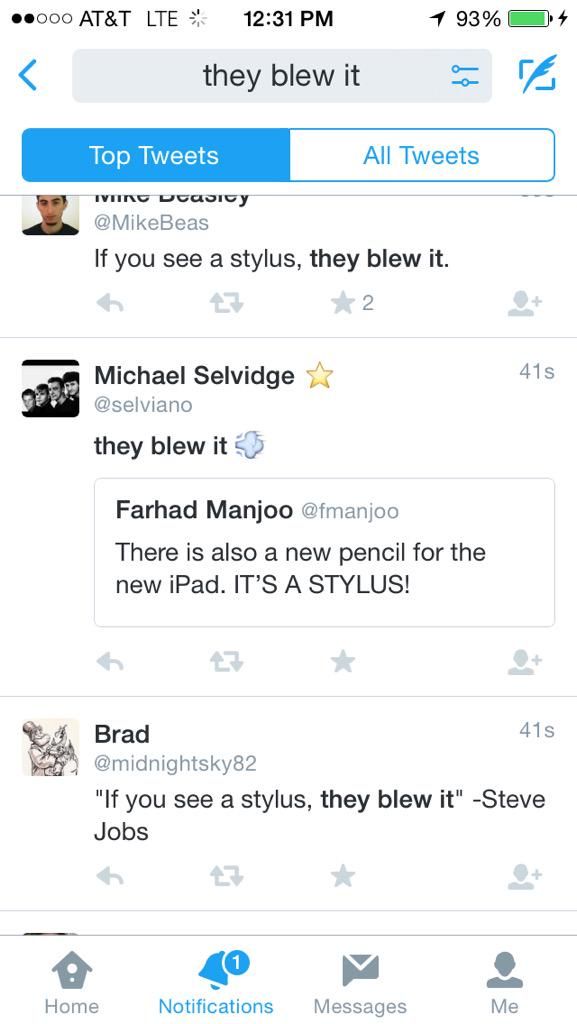 AT&T LTE 12:31 PM 93%
they blew it
Top Tweets All Tweets
Mike Beasley
@MikeBeas
If you see a stylus, they blew it.
2
Michael Selvidge 41s
@selviano
they blew it
Farhad Manjoo @fmanjoo
There is also a new pencil for the
new iPad. IT'S A STYLUS!
Brad 41s
@midnightsky82
"If you see a stylus, they blew it" -Steve
Jobs
1
Home Notifications Messages Me